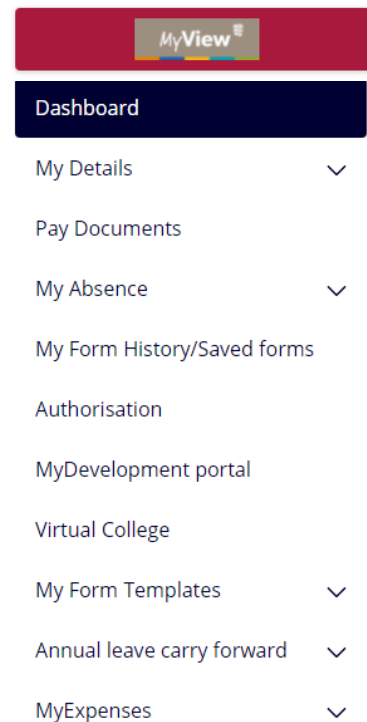 MyView
Dashboard
My Details
Pay Documents
My Absence
My Form History/Saved forms
Authorisation
MyDevelopment portal
Virtual College
My Form Templates
Annual leave carry forward
MyExpenses